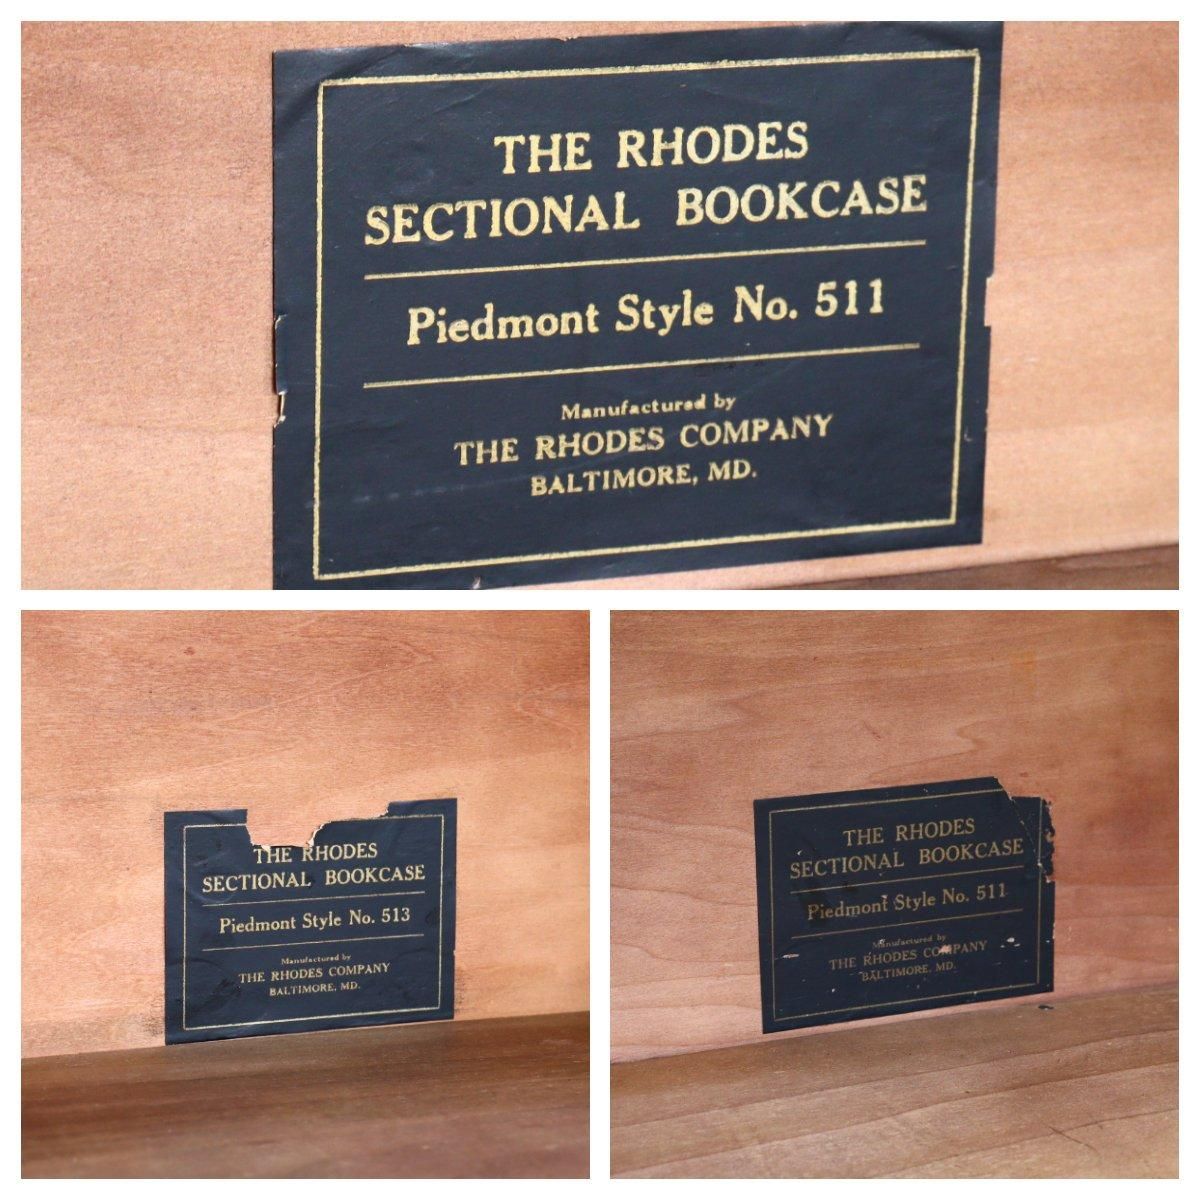 THE RHODES
SECTIONAL BOOKCASE
Piedmont Style No. 511
Manufactured by
THE RHODES COMPANY
BALTIMORE, MD.
THE RHODES
SECTIONAL BOOKCASE
Piedmont Style No. 513
Manufactured by
THE RHODES COMPANY
BALTIMORE, MD.
THE RHODES
SECTIONAL BOOKCASE
Piedmont Style No. 511
Manufactured by
THE RHODES COMPANY
BALTIMORE, MD.